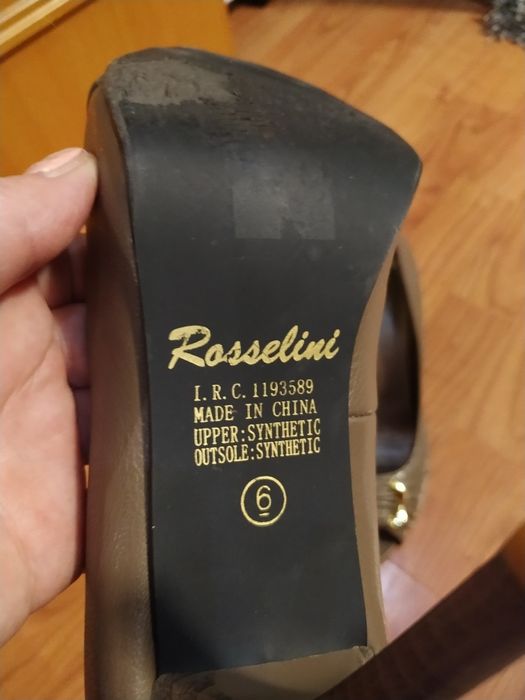 Rosselini
I. R. C. 1193589
MADE IN CHINA
UPPER:SYNTHETIC
OUTSOLE:SYNTHETIC
6